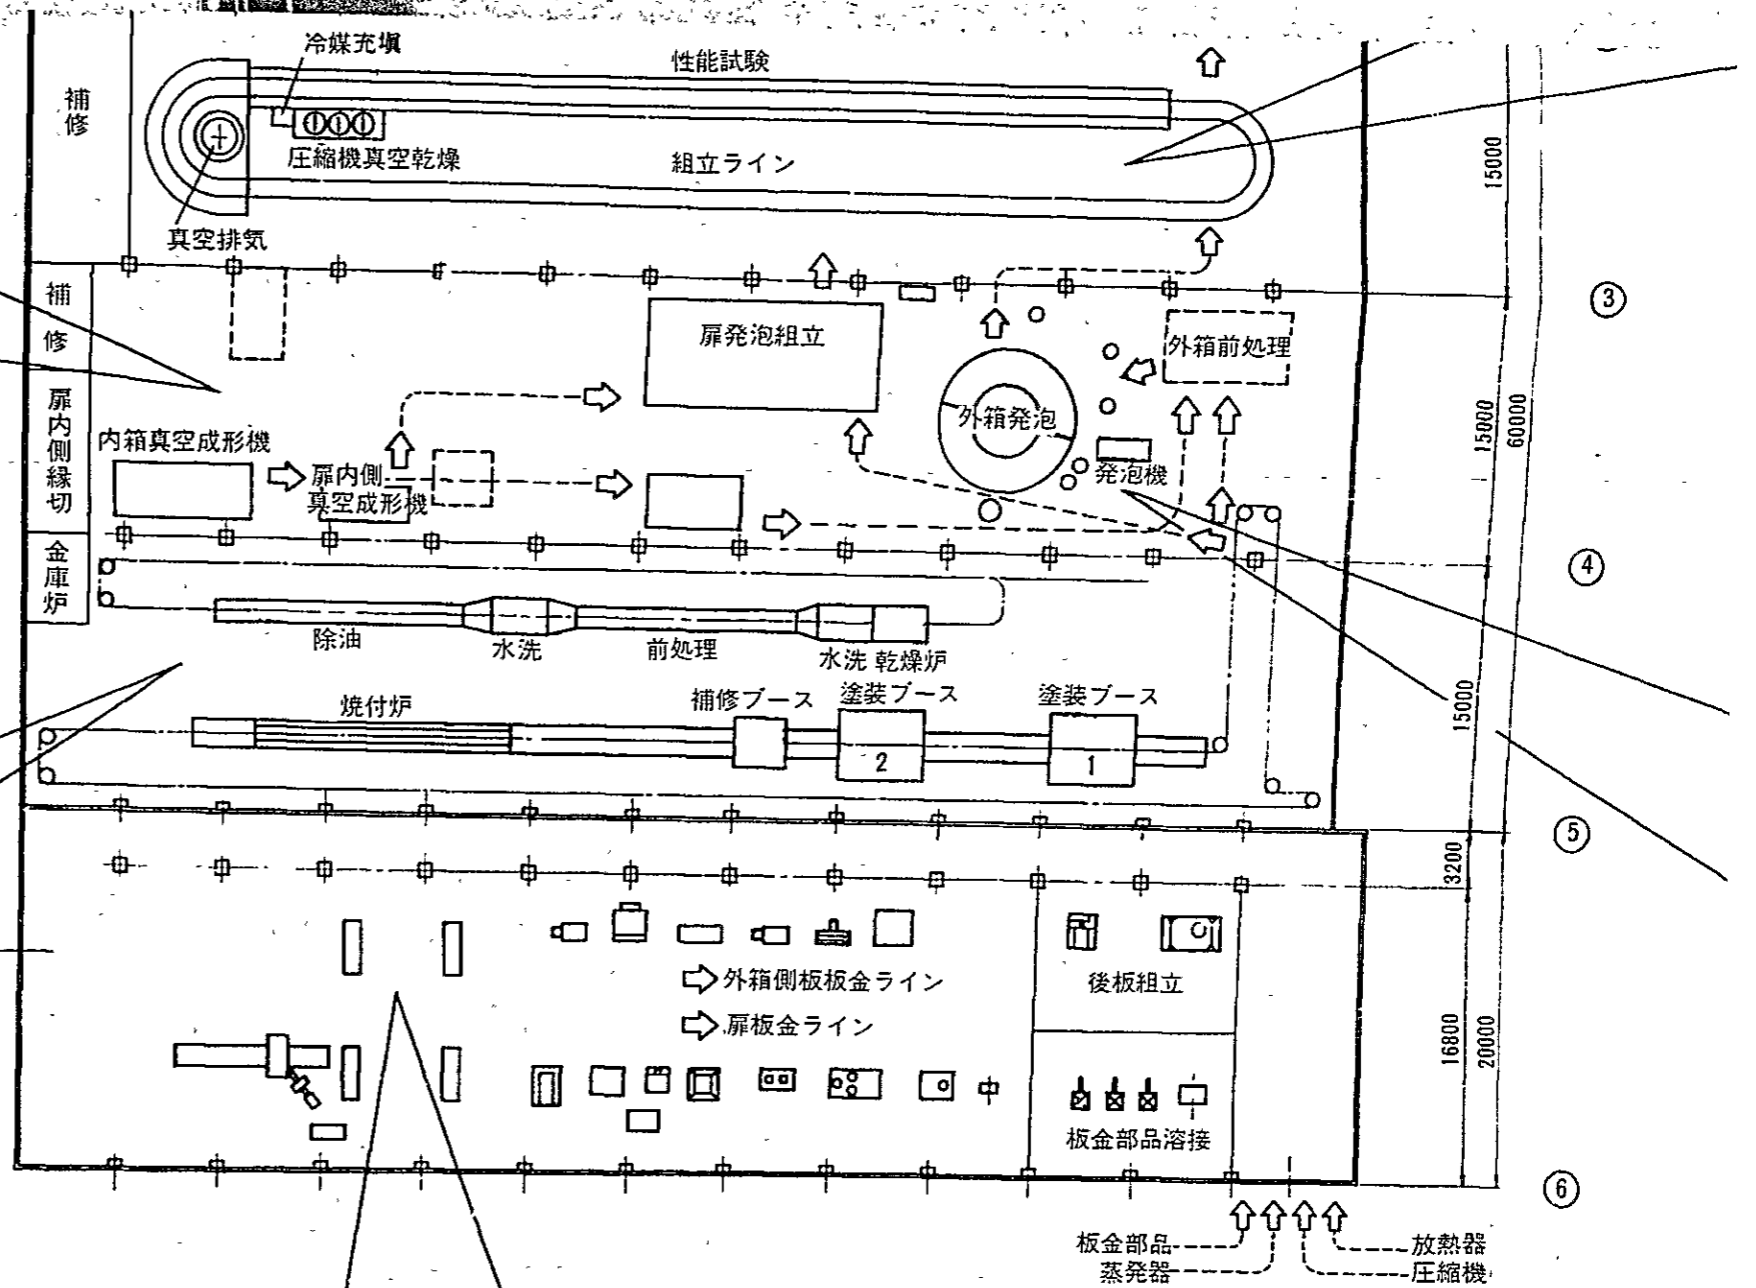 冷媒充塡
性能試験
補修
圧縮機真空乾燥
組立ライン
真空排気
15000
③
補修
扉発泡組立
外箱前処理
扉内側縁切
外箱発泡
内箱真空成形機
扉内側
真空成形機
発泡機
15000
60000
④
金庫炉
除油
水洗
前処理
水洗
乾燥炉
焼付炉
補修ブース
塗装ブース
塗装ブース
2
1
15000
⑤
3200
外箱側板板金ライン
扉板金ライン
後板組立
板金部品溶接
16800
20000
⑥
板金部品
放熱器
蒸発器
圧縮機